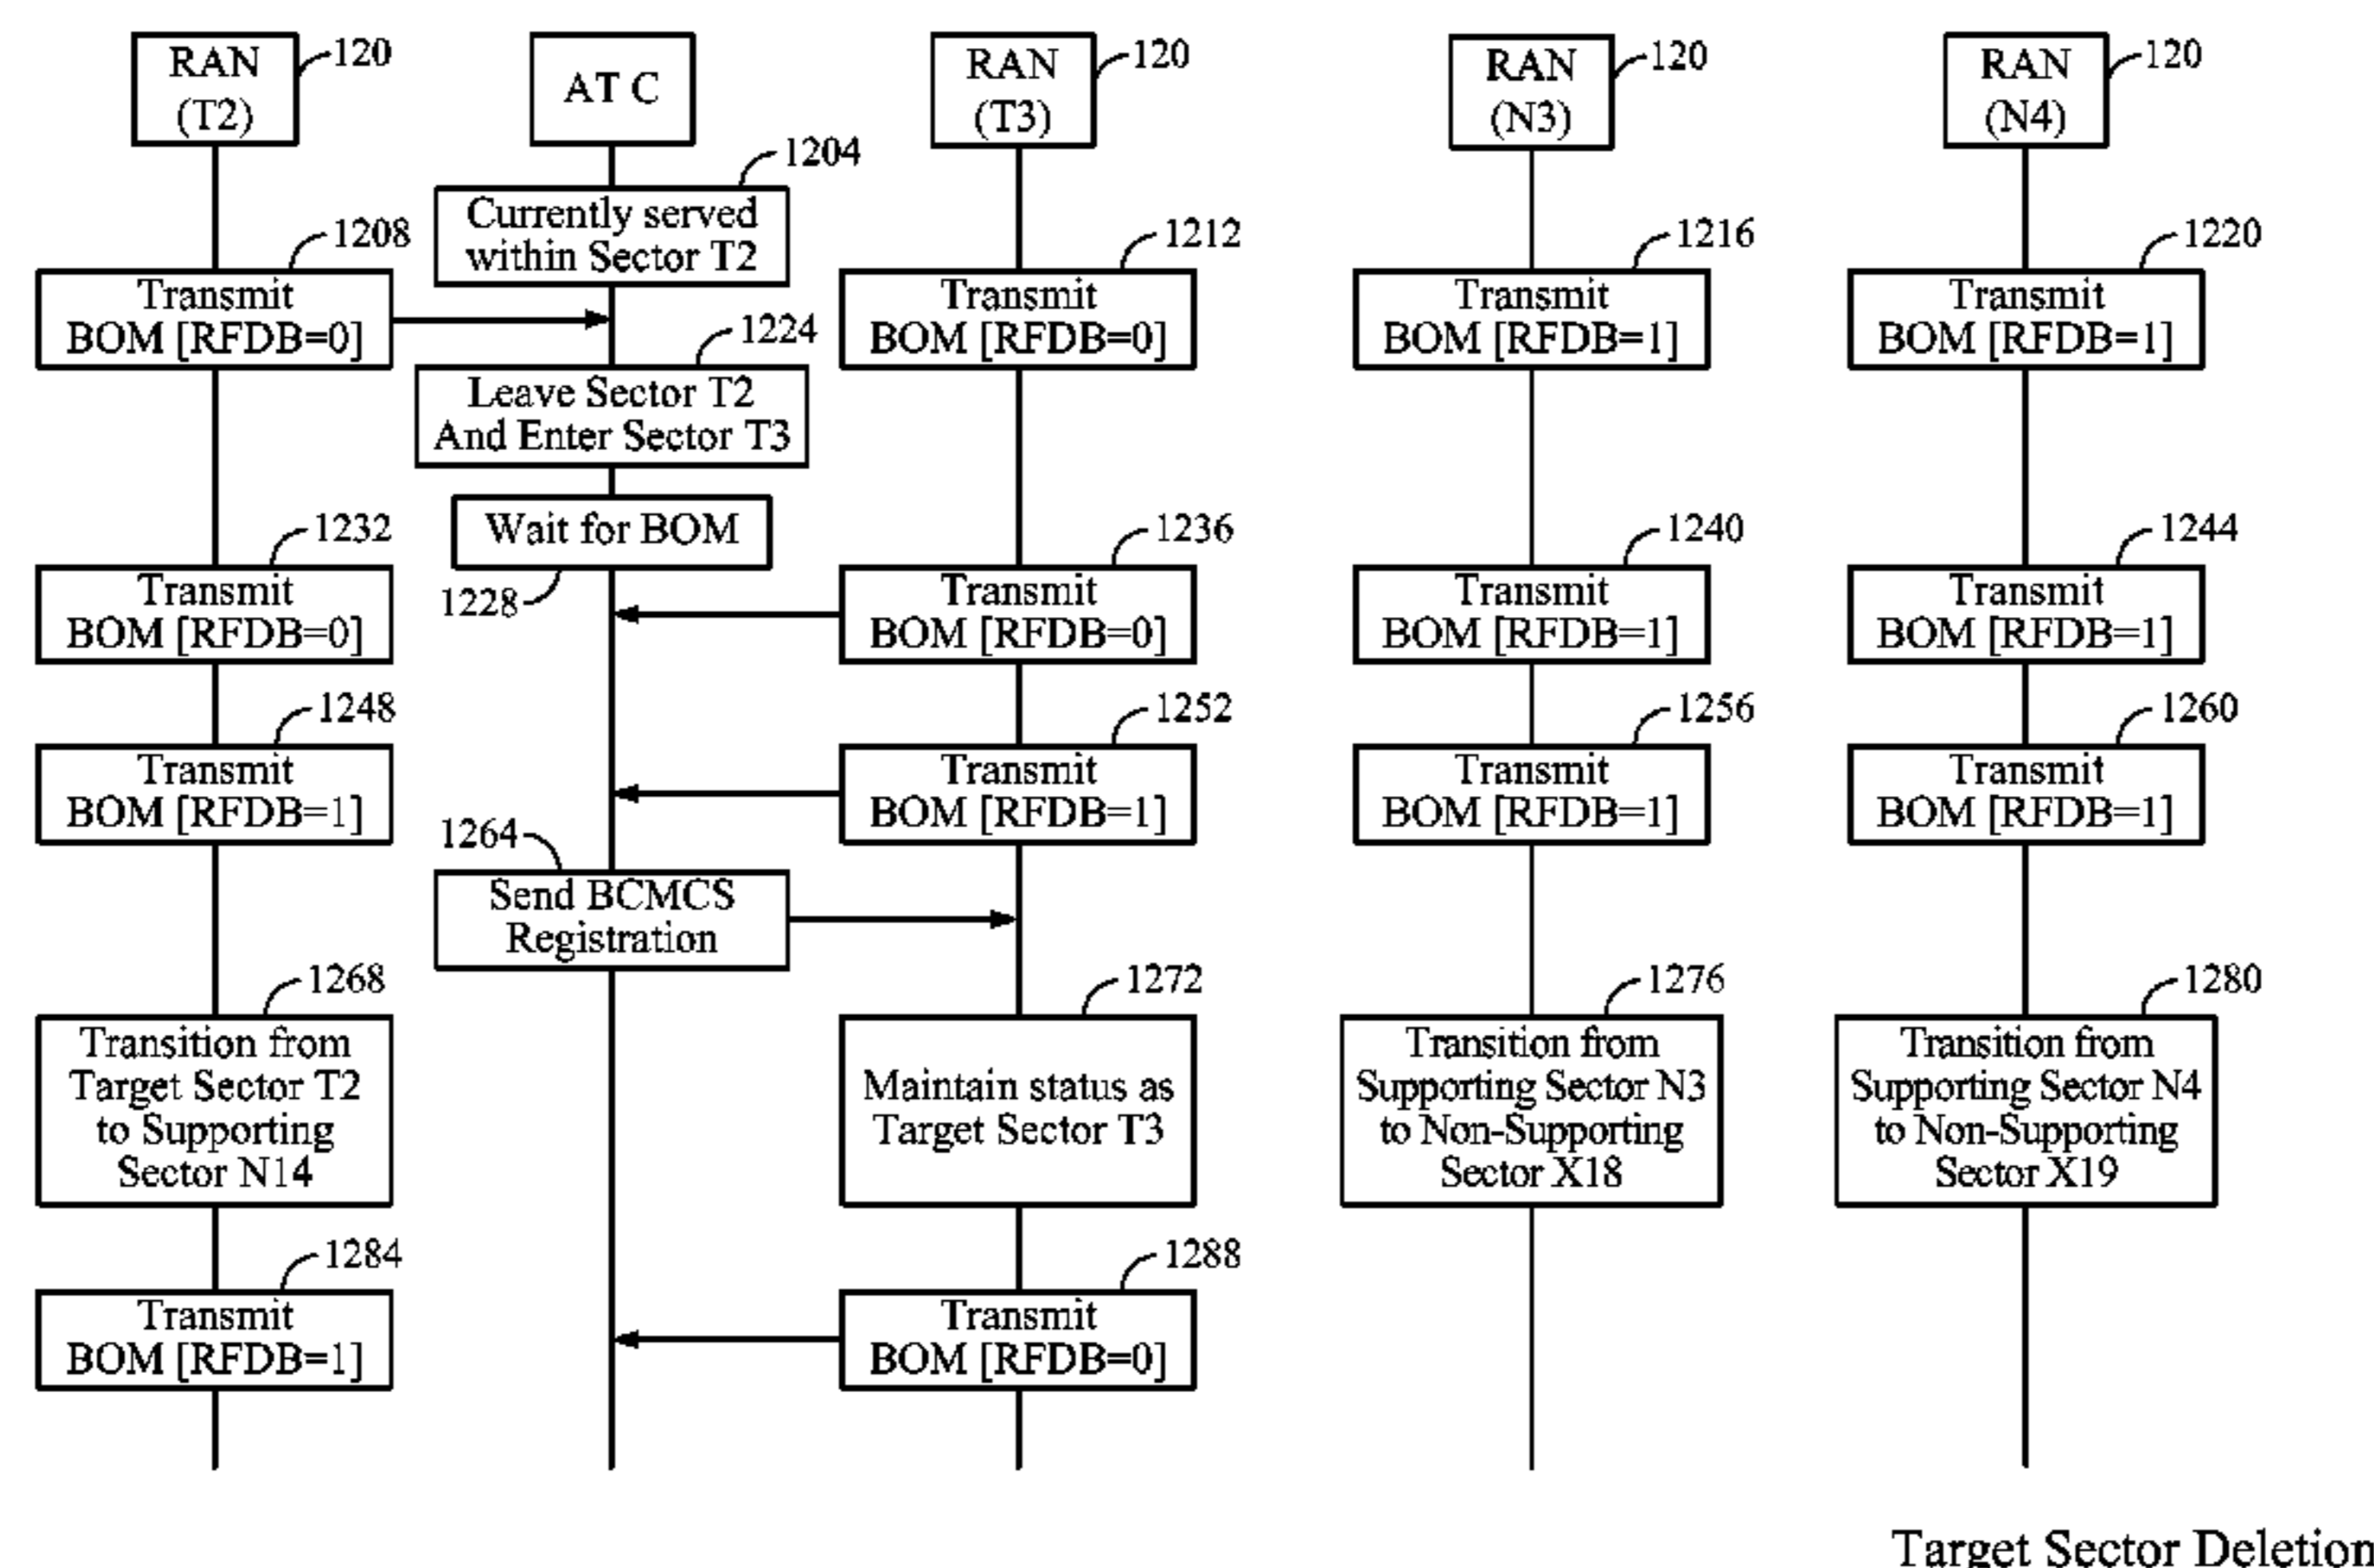 RAN
(T2)
120
AT C
RAN
(T3)
120
RAN
(N3)
120
RAN
(N4)
120
1204
Currently served
within Sector T2
1208
Transmit
BOM [RFDB=0]
1212
Transmit
BOM [RFDB=0]
1216
Transmit
BOM [RFDB=1]
1220
Transmit
BOM [RFDB=1]
1224
Leave Sector T2
And Enter Sector T3
Wait for BOM
1228
1232
Transmit
BOM [RFDB=0]
1236
Transmit
BOM [RFDB=0]
1240
Transmit
BOM [RFDB=1]
1244
Transmit
BOM [RFDB=1]
1248
Transmit
BOM [RFDB=1]
1252
Transmit
BOM [RFDB=1]
1256
Transmit
BOM [RFDB=1]
1260
Transmit
BOM [RFDB=1]
1264
Send BCMCS
Registration
1268
Transition from
Target Sector T2
to Supporting
Sector N14
1272
Maintain status as
Target Sector T3
1276
Transition from
Supporting Sector N3
to Non-Supporting
Sector X18
1280
Transition from
Supporting Sector N4
to Non-Supporting
Sector X19
1284
Transmit
BOM [RFDB=1]
1288
Transmit
BOM [RFDB=0]
Target Sector Deletion